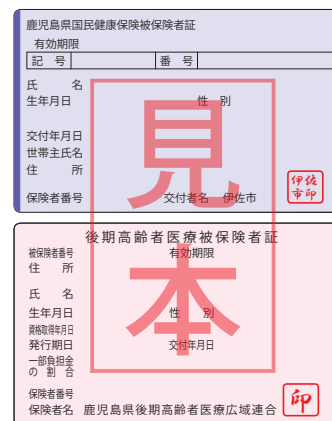 鹿児島県国民健康保険被保険者証
有効期限
記 号 番 号
氏 名
生年月日 性 別
交付年月日
世帯主氏名
住 所
保険者番号 交付者名 伊佐市
伊佐
市印
見本
後期高齢者医療被保険者証
被保険者番号 有効期限
住 所
氏 名
生年月日 性 別
資格取得年月日
発行期日 交付年月日
一部負担金
の割合
保険者番号
保険者名 鹿児島県後期高齢者医療広域連合
印